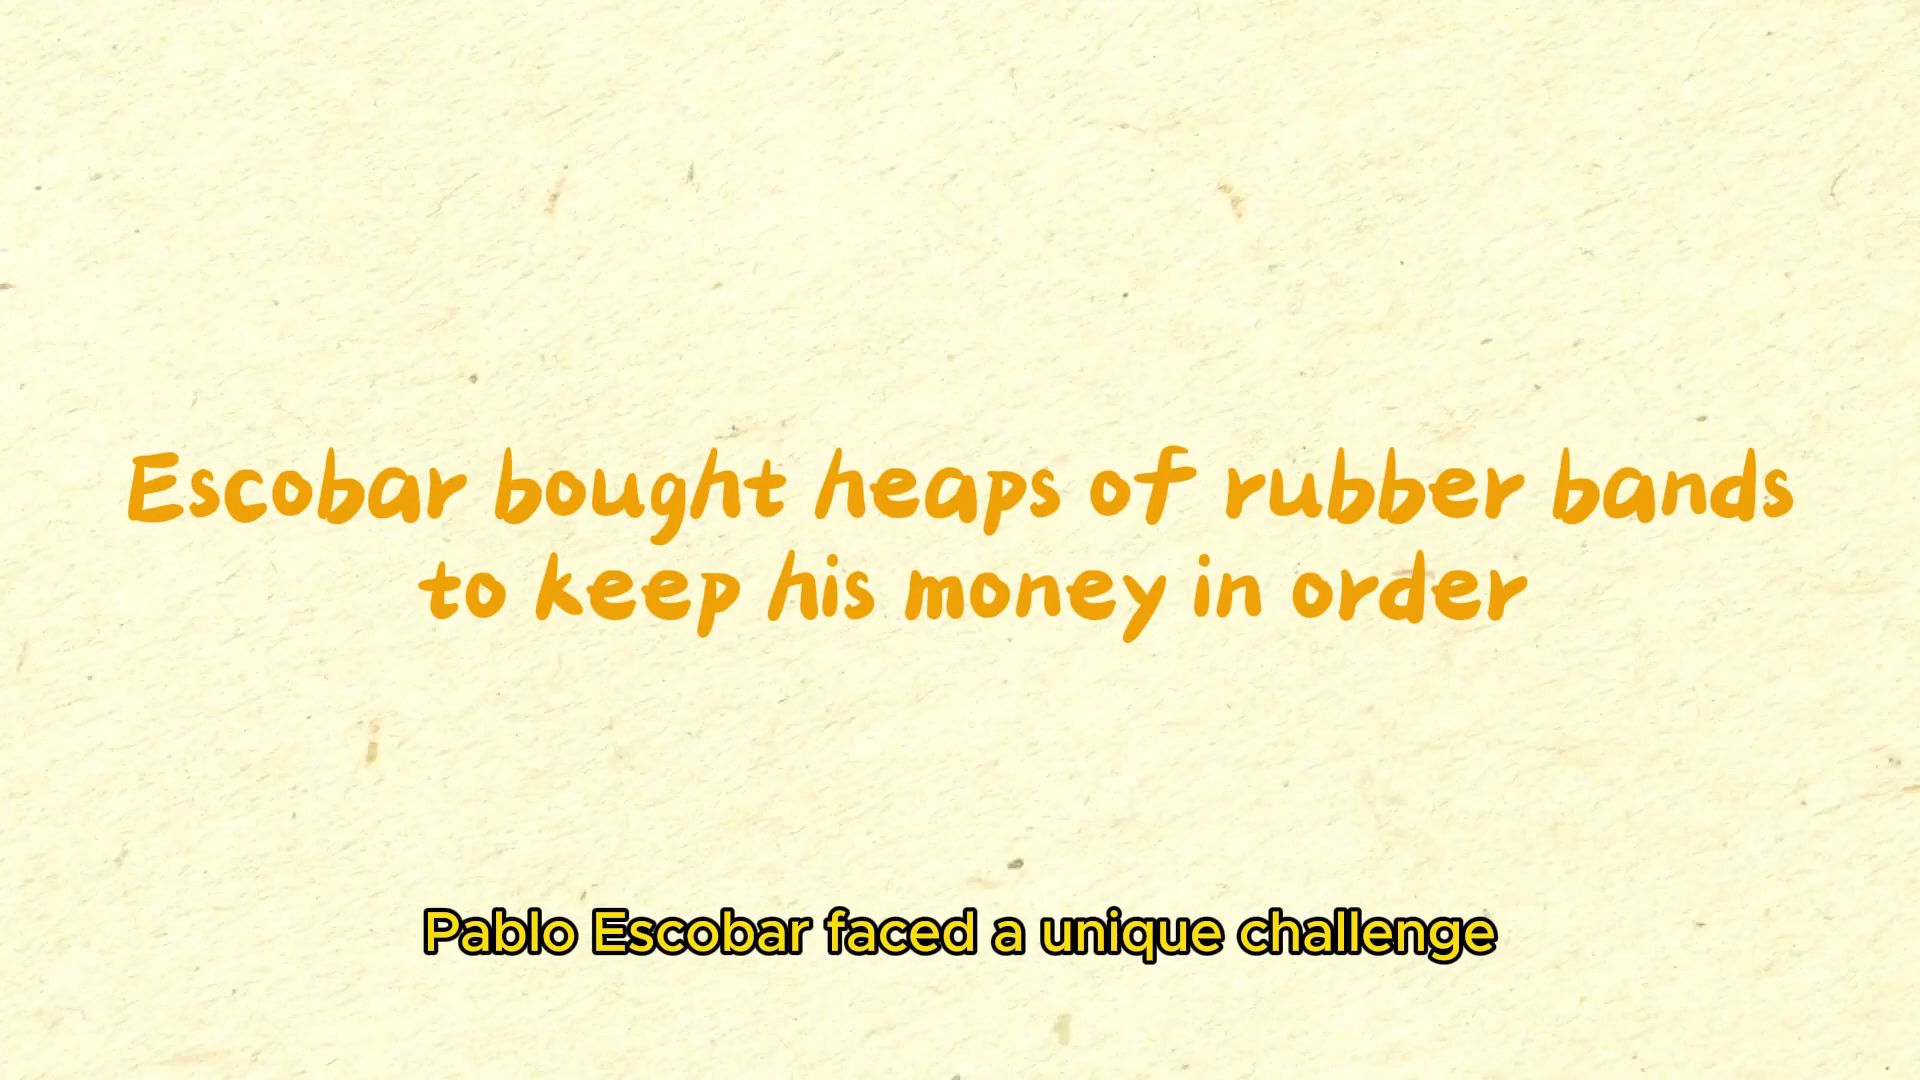 Escobar bought heaps of rubber bands
to keep his money in order
Pablo Escobar faced a unique challenge